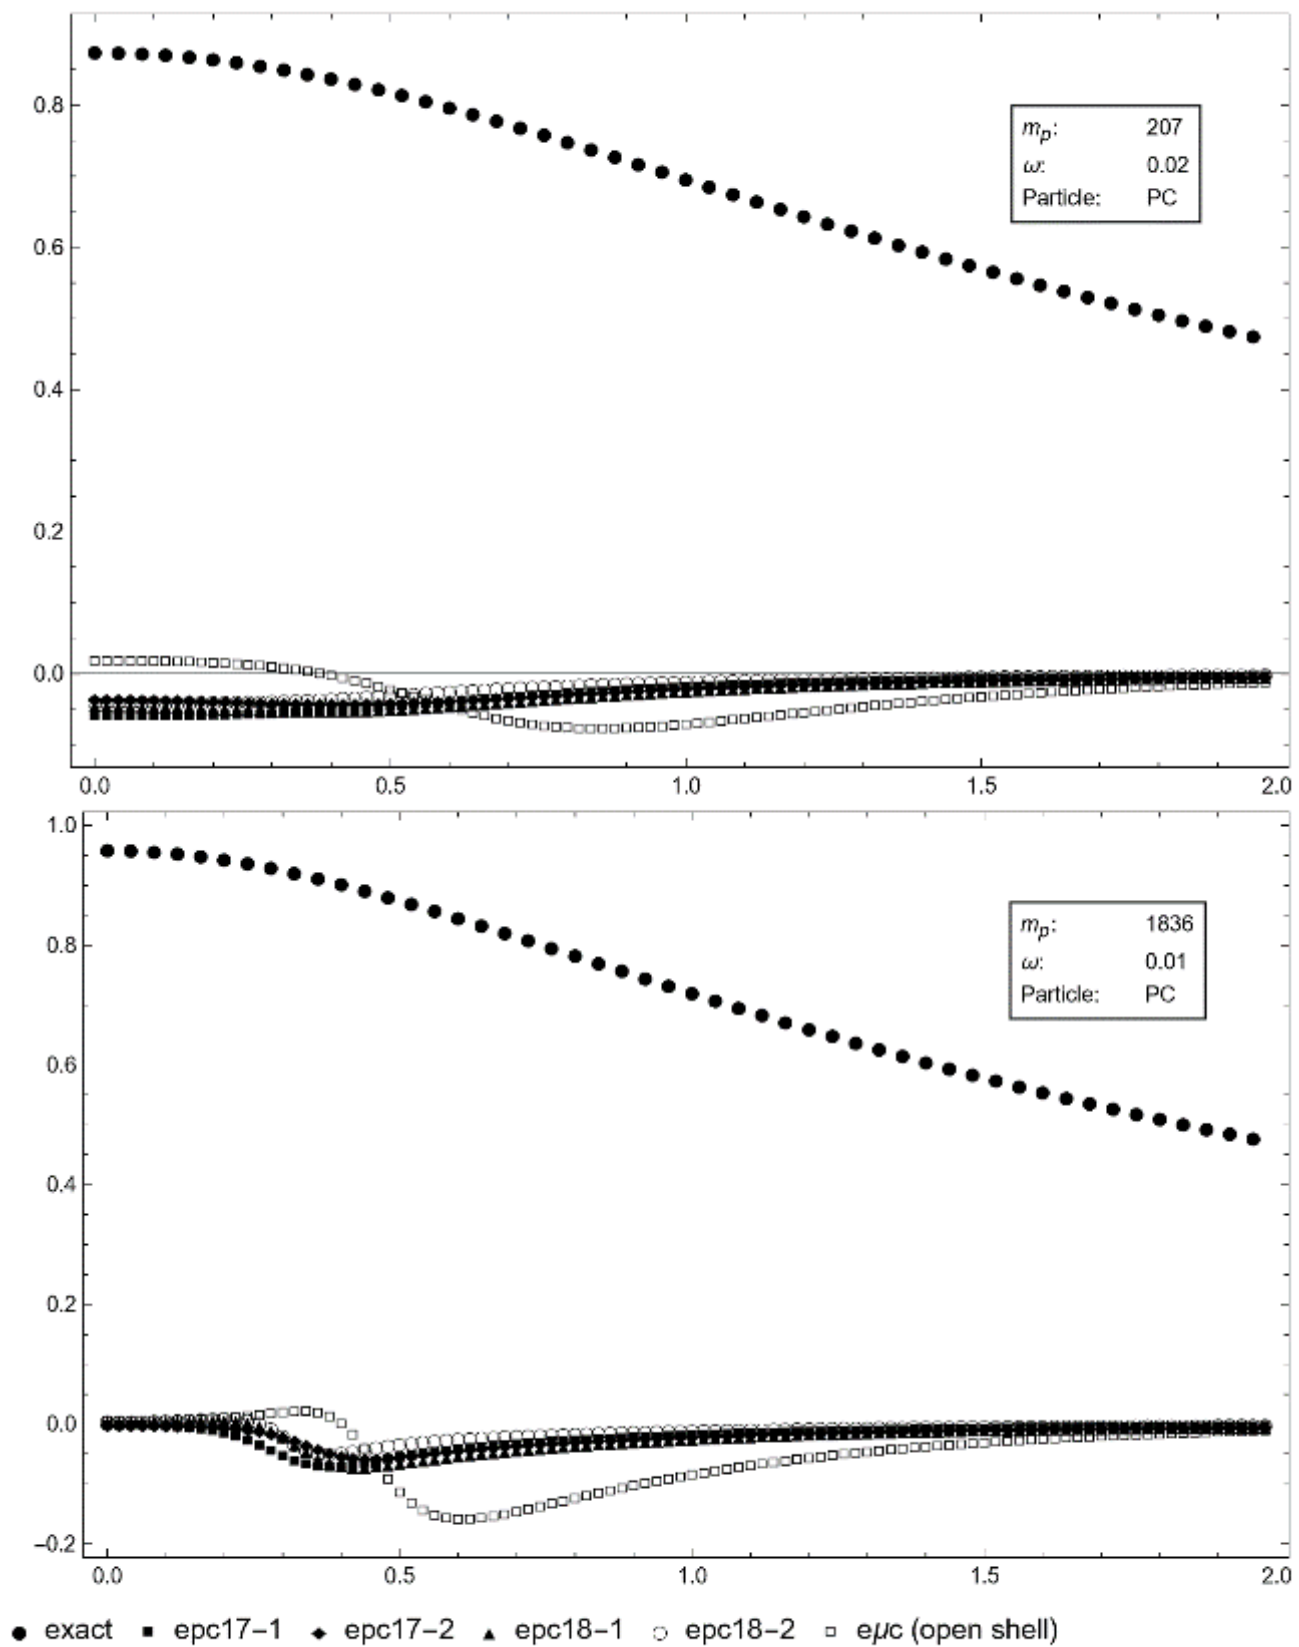 0.8
0.6
0.4
0.2
0.0
mp: 207
ω: 0.02
Particle: PC
0.0 0.5 1.0 1.5 2.0
1.0
0.8
0.6
0.4
0.2
0.0
−0.2
mp: 1836
ω: 0.01
Particle: PC
0.0 0.5 1.0 1.5 2.0
exact epc17−1 epc17−2 epc18−1 epc18−2 eμc (open shell)